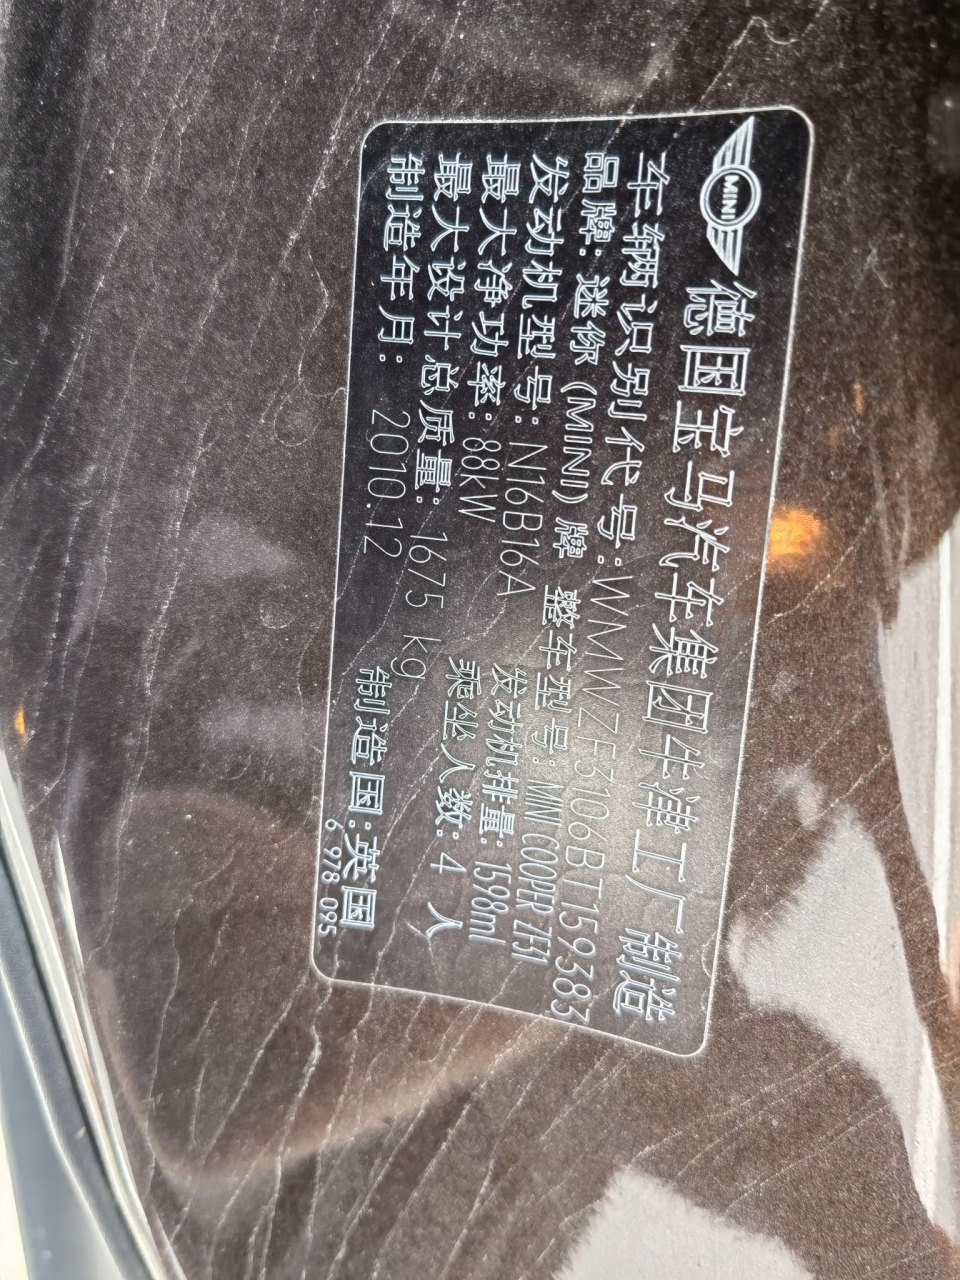 MINI
德国宝马汽车集团牛津工厂制造
车辆识别代号:WMWZF3106BT159383
品牌:迷你(MINI)牌 整车型号:MINI COOPER ZF31
发动机型号:N16B16A 发动机排量:1598ml
最大净功率:88kW 乘坐人数:4 人
最大设计总质量:1675 kg
制造年月:2010.12 制造国:英国
6 978 095